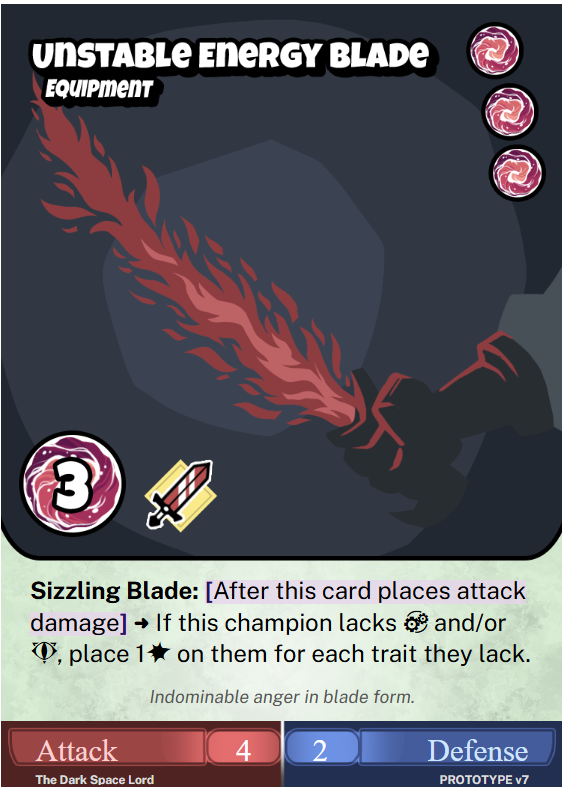 Unstable Energy Blade
Equipment
3
Sizzling Blade: [After this card places attack
damage] ➜ If this champion lacks and/or
, place 1 on them for each trait they lack.
Indominable anger in blade form.
Attack 4 2 Defense
The Dark Space Lord PROTOTYPE v7